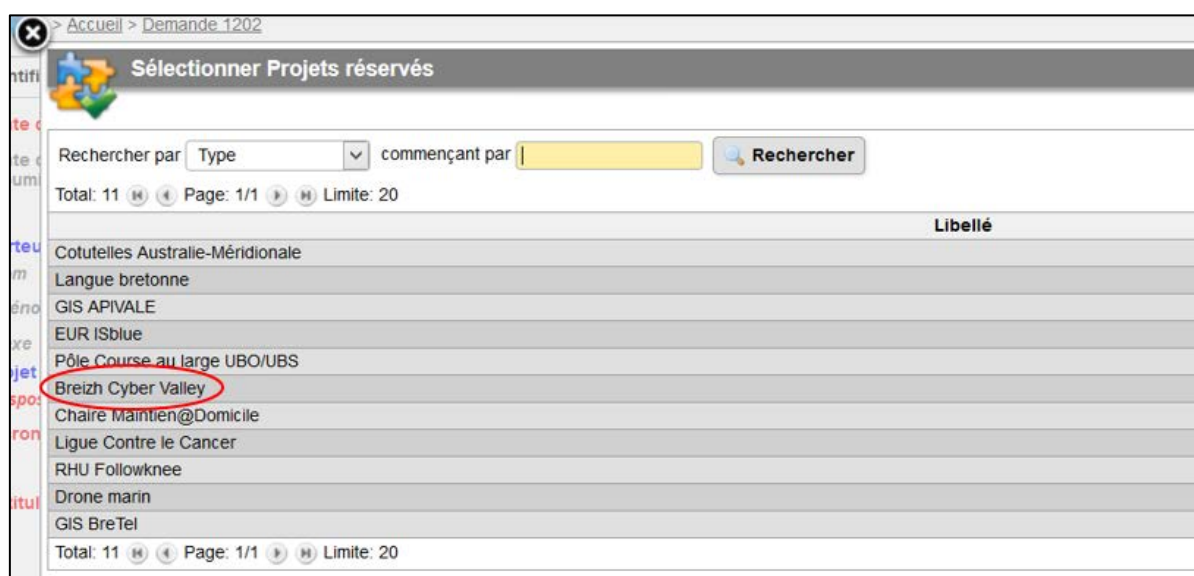 > Accueil > Demande 1202
Sélectionner Projets réservés
Rechercher par Type commençant par Rechercher
Total: 11 Page: 1/1 Limite: 20
Libellé
Cotutelles Australie-Méridionale
Langue bretonne
GIS APIVALE
EUR ISblue
Pôle Course au large UBO/UBS
Breizh Cyber Valley
Chaire Maintien@Domicile
Ligue Contre le Cancer
RHU Followknee
Drone marin
GIS BreTel
Total: 11 Page: 1/1 Limite: 20